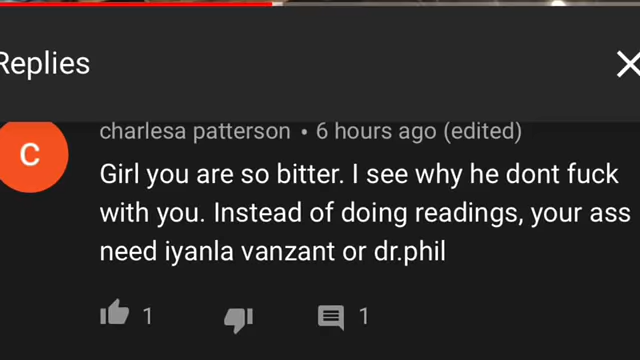 Replies
charlesa patterson • 6 hours ago (edited)
C
Girl you are so bitter. I see why he dont fuck
with you. Instead of doing readings, your ass
need iyanla vanzant or dr.phil
1
1